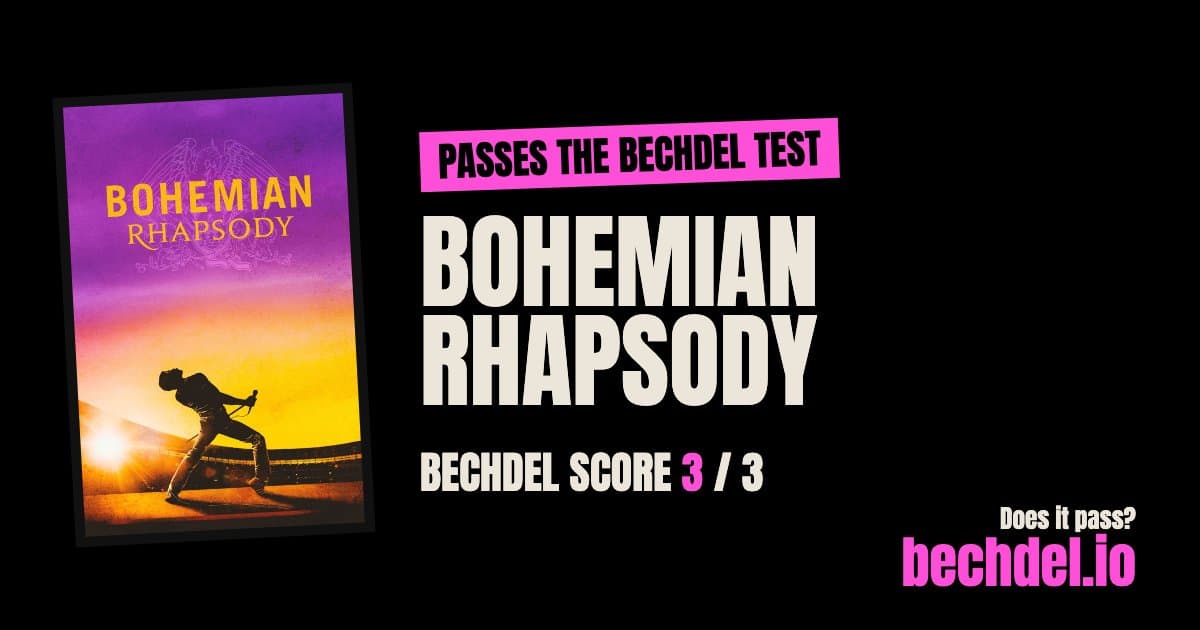 BOHEMIAN
RHAPSODY
PASSES THE BECHDEL TEST
BOHEMIAN
RHAPSODY
BECHDEL SCORE 3 / 3
Does it pass?
bechdel.io